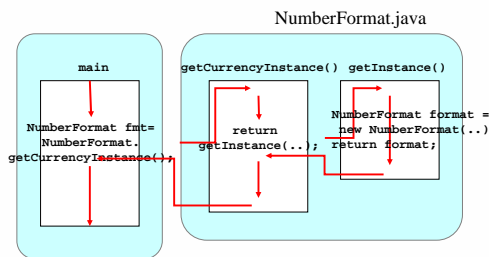 NumberFormat.java
main
NumberFormat fmt=
NumberFormat.
getCurrencyInstance();
getCurrencyInstance()
return
getInstance(..);
getInstance()
NumberFormat format =
new NumberFormat(..)
return format;